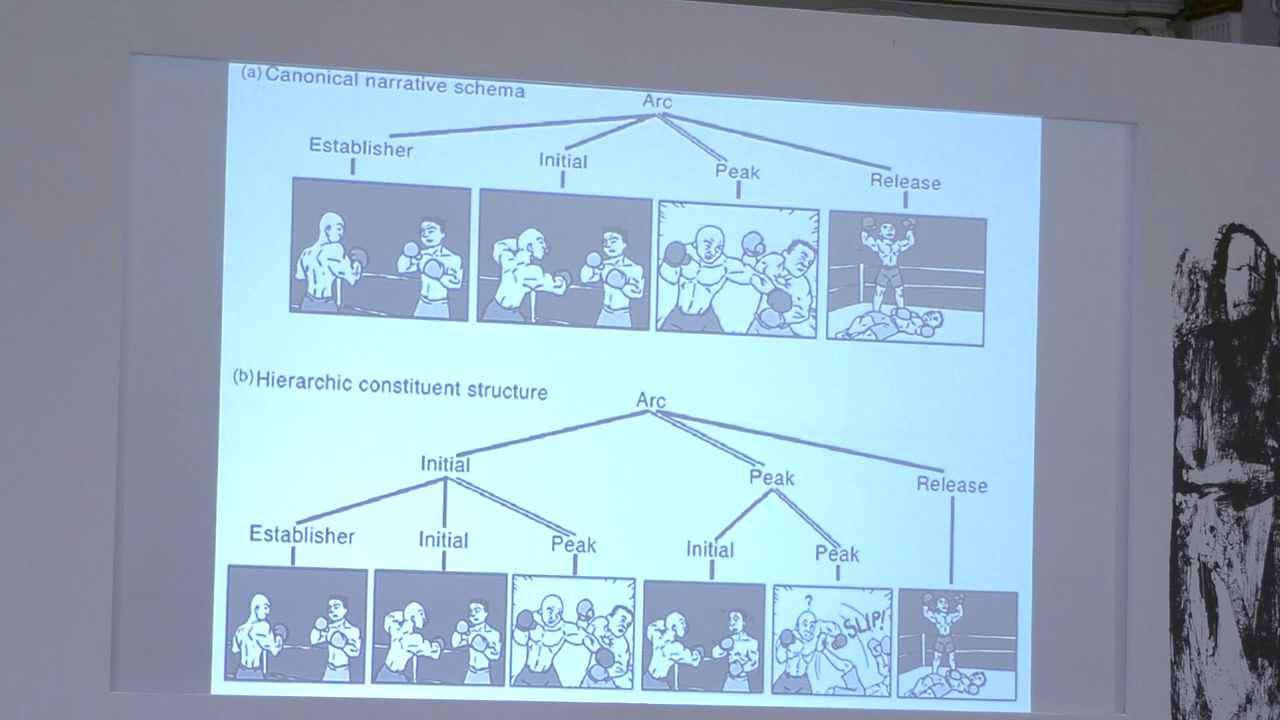 (a) Canonical narrative schema
Arc
Establisher
Initial
Peak
Release
(b) Hierarchic constituent structure
Arc
Initial
Peak
Release
Establisher
Initial
Peak
Initial
Peak
?
SLIP!